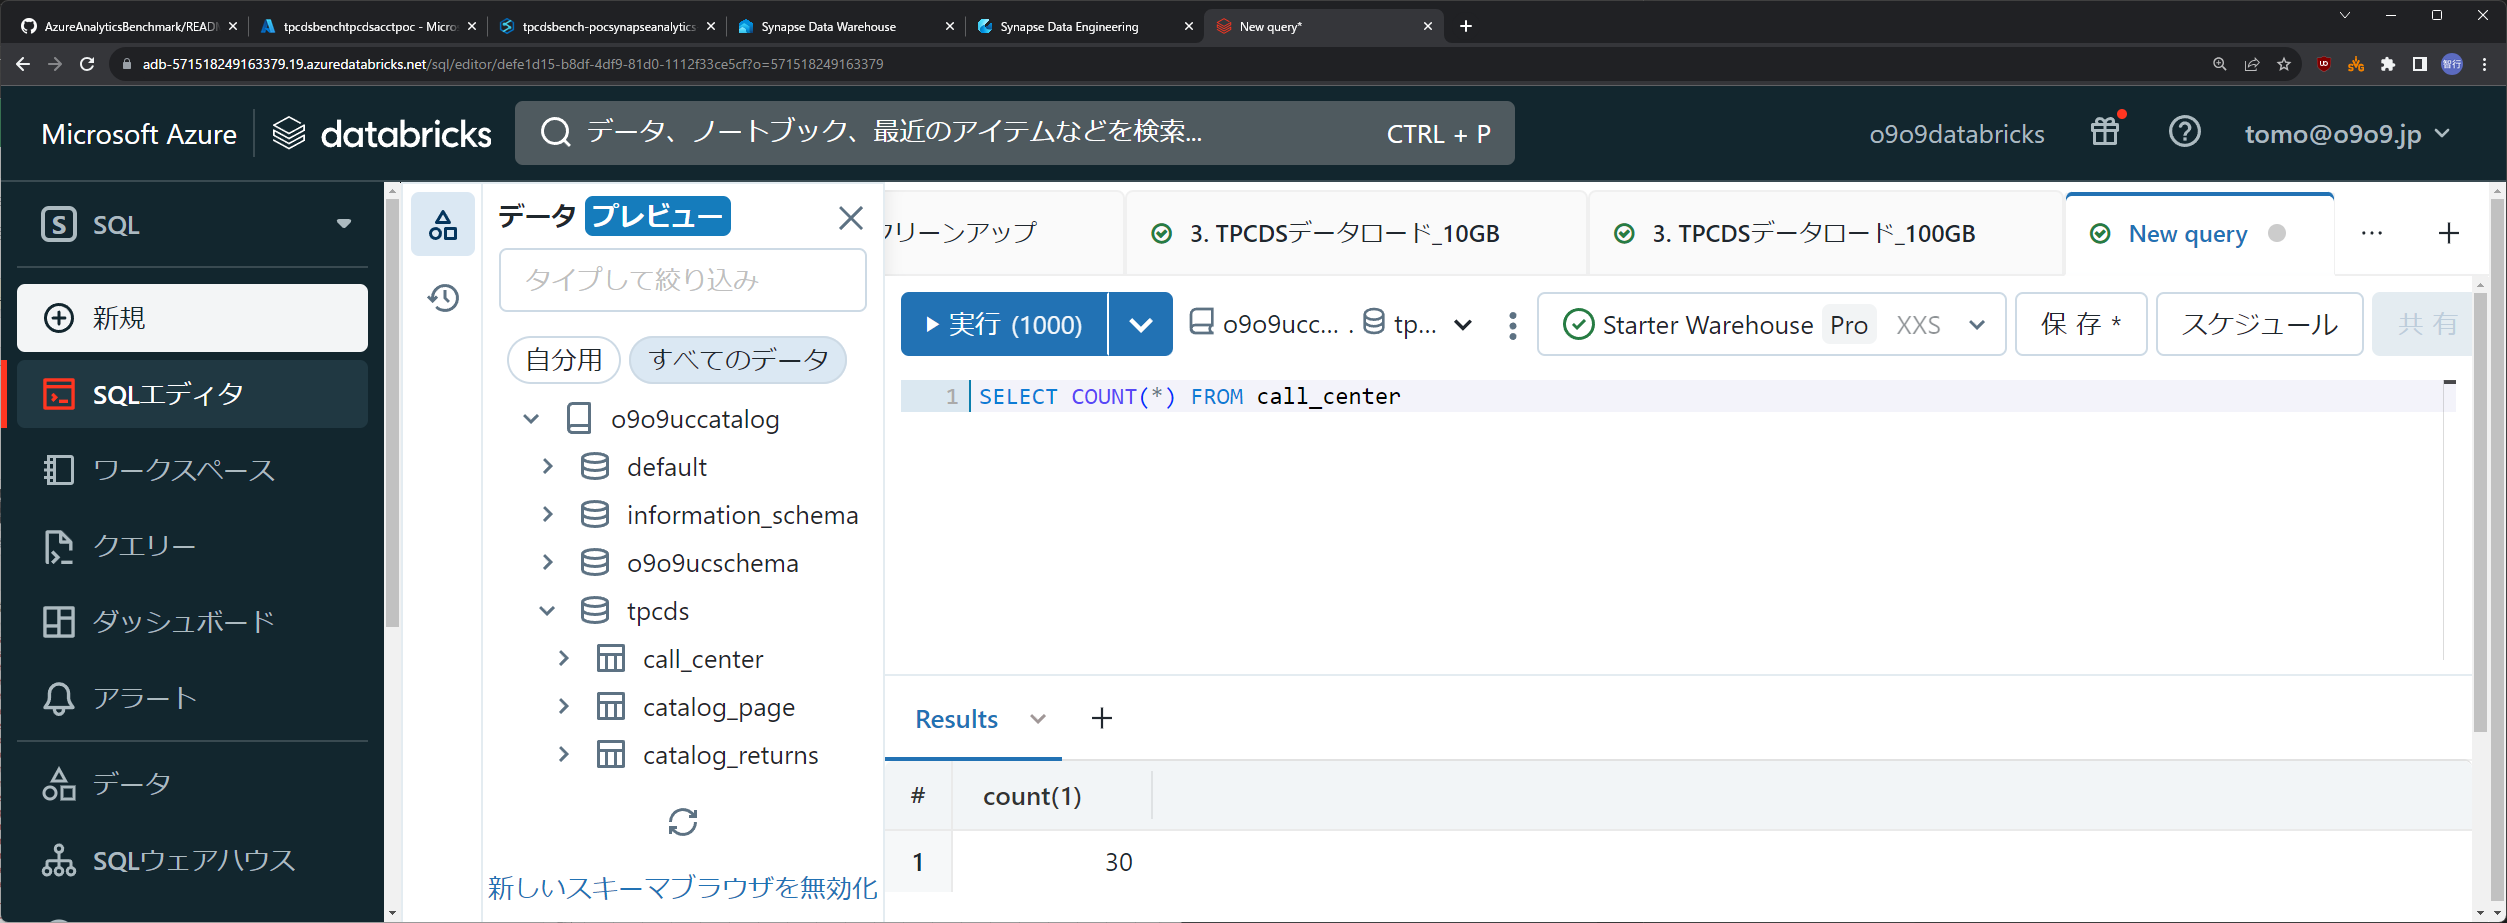 AzureAnalyticsBenchmark/READ
tpcdsbenchtpcdsacctpoc - Micro
tpcdsbench-pocsynapseanalytics
Synapse Data Warehouse
Synapse Data Engineering
New query*
adb-571518249163379.19.azuredatabricks.net/sql/editor/defe1d15-b8df-4df9-81d0-1112f33ce5cf?o=571518249163379
智行
Microsoft Azure
databricks
データ、ノートブック、最近のアイテムなどを検索...
CTRL + P
o9o9databricks
tomo@o9o9.jp
S SQL
新規
SQLエディタ
ワークスペース
クエリー
ダッシュボード
アラート
データ
SQLウェアハウス
データ プレビュー
タイプして絞り込み
自分用
すべてのデータ
o9o9uccatalog
default
information_schema
o9o9ucschema
tpcds
call_center
catalog_page
catalog_returns
新しいスキーマブラウザを無効化
リーンアップ
3. TPCDSデータロード_10GB
3. TPCDSデータロード_100GB
New query
実行 (1000)
o9o9ucc... . tp...
Starter Warehouse Pro XXS
保存*
スケジュール
共有
1 SELECT COUNT(*) FROM call_center
Results
# count(1)
1 30